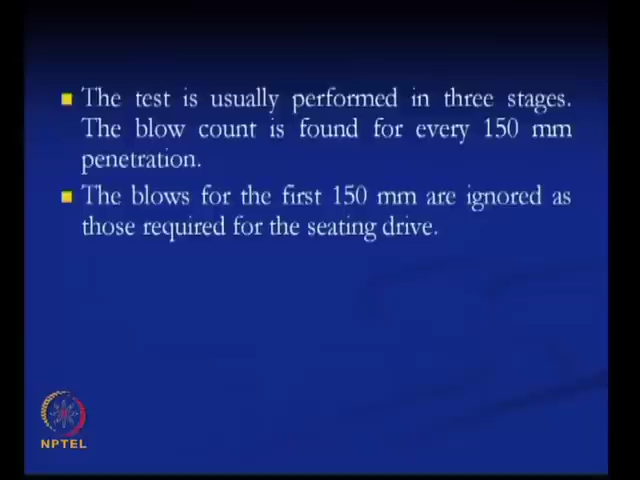 The test is usually performed in three stages.
The blow count is found for every 150 mm
penetration.
The blows for the first 150 mm are ignored as
those required for the seating drive.
NPTEL